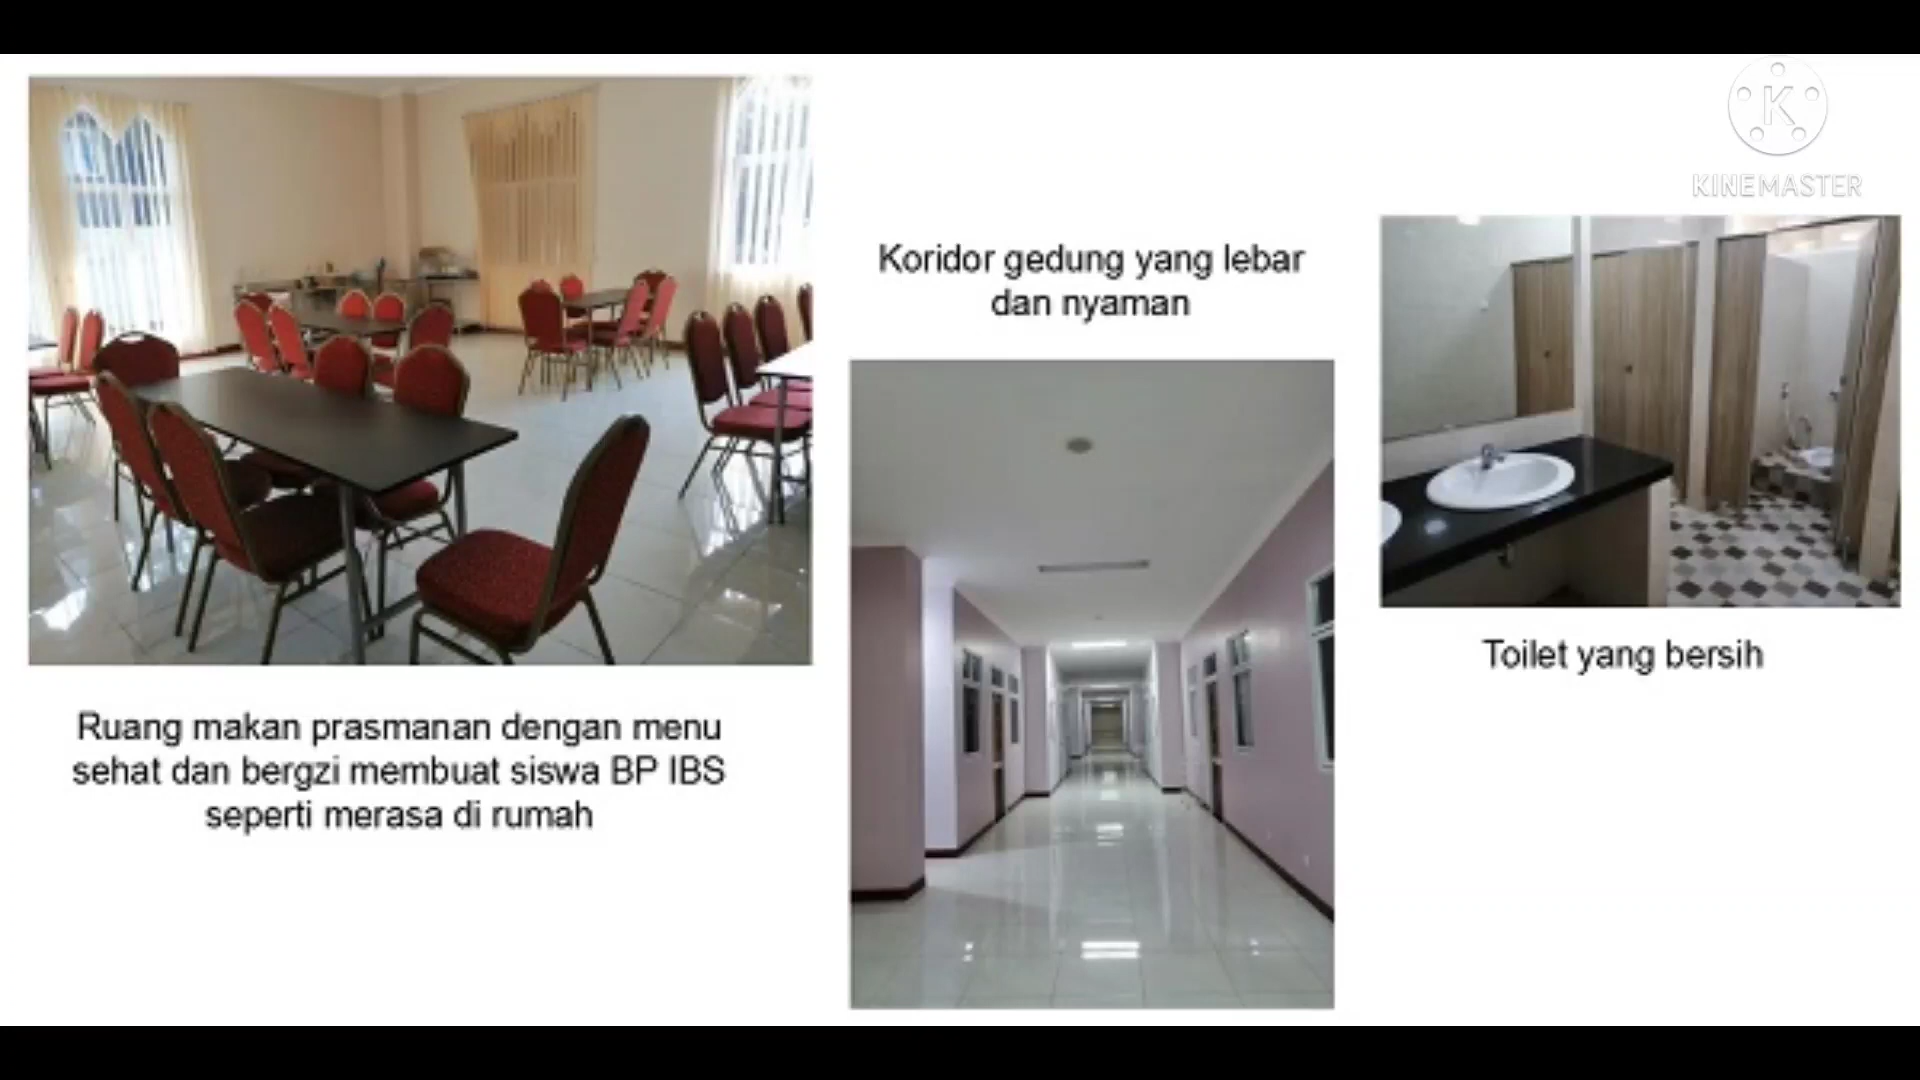 Ruang makan prasmanan dengan menu
sehat dan bergzi membuat siswa BP IBS
seperti merasa di rumah
Koridor gedung yang lebar
dan nyaman
K
KINEMASTER
Toilet yang bersih